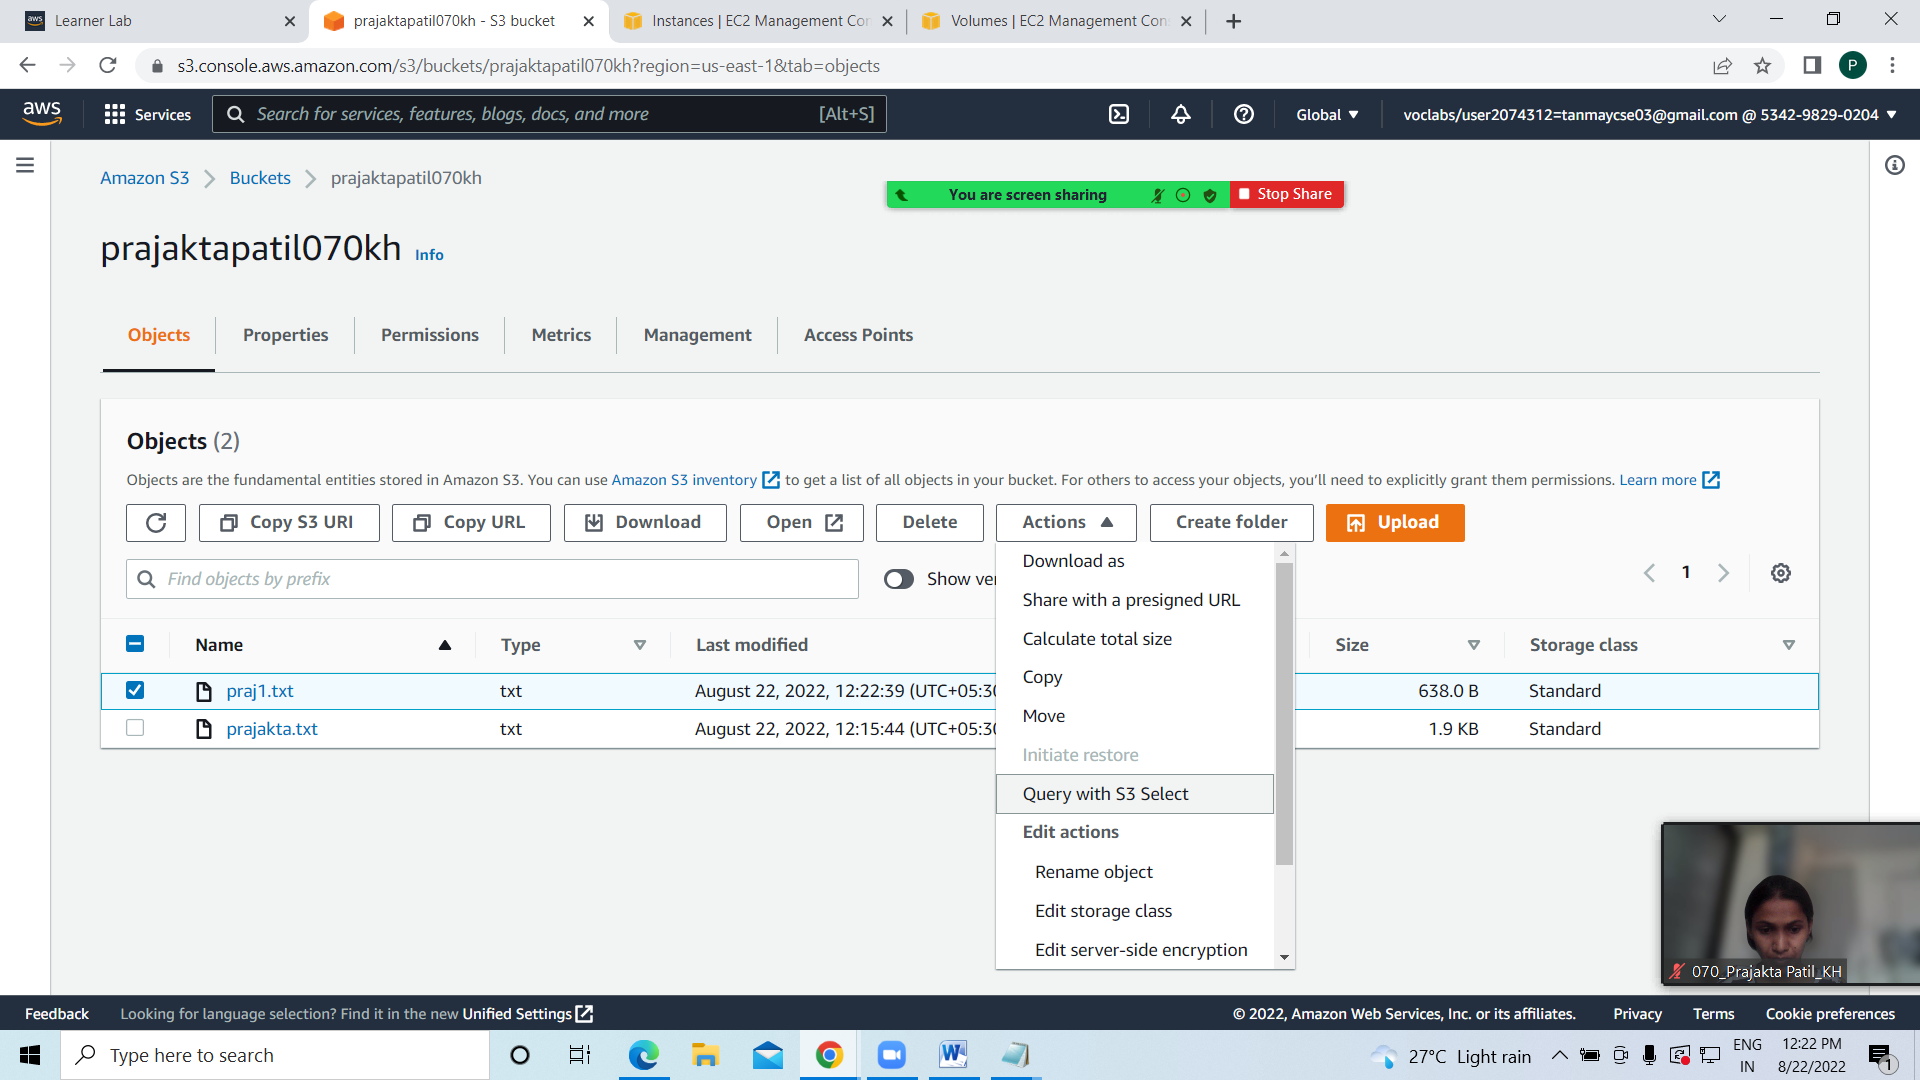 Learner Lab
prajaktapatil070kh - S3 bucket
Instances | EC2 Management Con
Volumes | EC2 Management Cons
s3.console.aws.amazon.com/s3/buckets/prajaktapatil070kh?region=us-east-1&tab=objects
P
aws
Services
Search for services, features, blogs, docs, and more
[Alt+S]
Global
voclabs/user2074312=tanmaycse03@gmail.com @ 5342-9829-0204
Amazon S3
Buckets
prajaktapatil070kh
You are screen sharing
Stop Share
prajaktapatil070kh
Info
Objects
Properties
Permissions
Metrics
Management
Access Points
Objects (2)
Objects are the fundamental entities stored in Amazon S3. You can use Amazon S3 inventory to get a list of all objects in your bucket. For others to access your objects, you'll need to explicitly grant them permissions. Learn more
Copy S3 URI
Copy URL
Download
Open
Delete
Actions
Create folder
Upload
Find objects by prefix
Show ver
1
Name
Type
Last modified
Size
Storage class
praj1.txt
txt
August 22, 2022, 12:22:39 (UTC+05:30
638.0 B
Standard
prajakta.txt
txt
August 22, 2022, 12:15:44 (UTC+05:30
1.9 KB
Standard
Download as
Share with a presigned URL
Calculate total size
Copy
Move
Initiate restore
Query with S3 Select
Edit actions
Rename object
Edit storage class
Edit server-side encryption
070_Prajakta Patil_KH
Feedback
Looking for language selection? Find it in the new Unified Settings
© 2022, Amazon Web Services, Inc. or its affiliates.
Privacy
Terms
Cookie preferences
Type here to search
27°C Light rain
ENG
IN
12:22 PM
8/22/2022
1